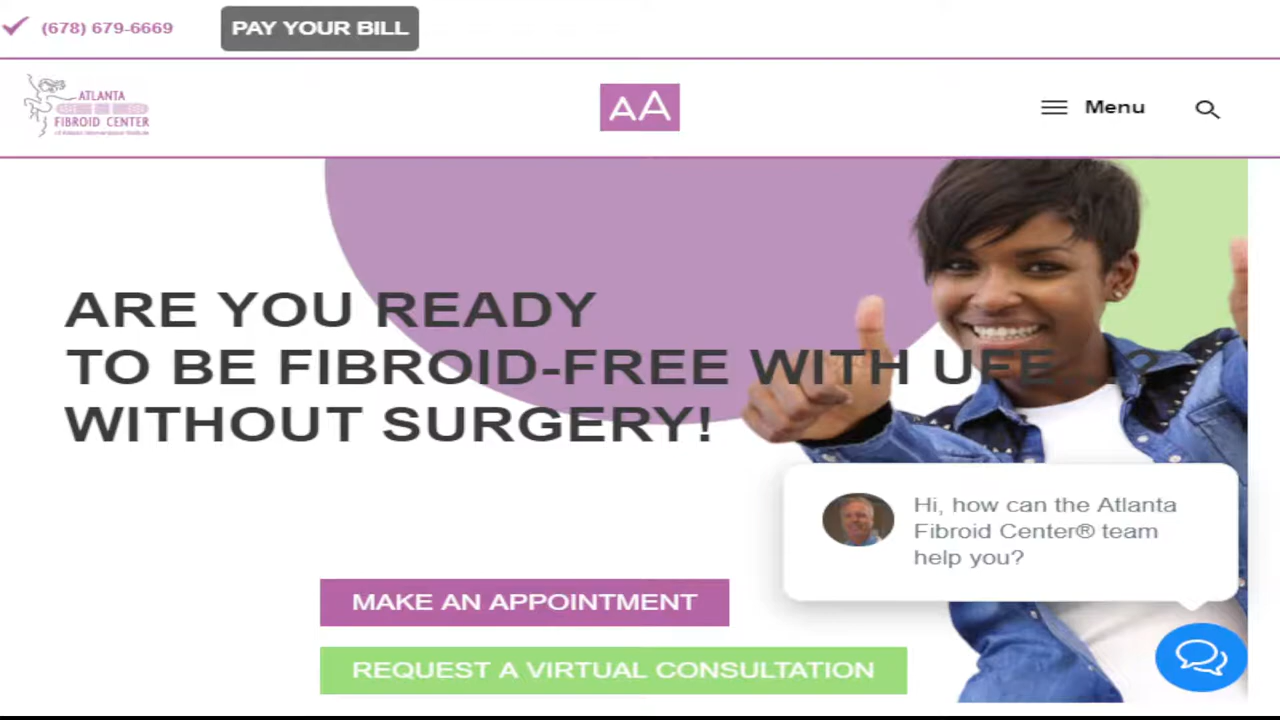 (678) 679-6669
PAY YOUR BILL
ATLANTA
FIBROID CENTER
AA
Menu
ARE YOU READY
TO BE FIBROID-FREE WITH UFE...?
WITHOUT SURGERY!
Hi, how can the Atlanta
Fibroid Center® team
help you?
MAKE AN APPOINTMENT
REQUEST A VIRTUAL CONSULTATION